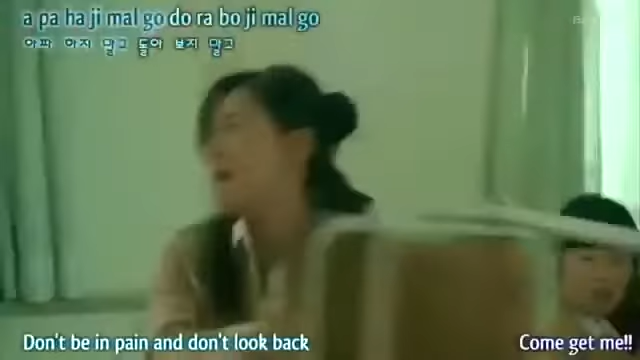 a pa ha ji mal go do ra bo ji mal go
아파 하지 말고 돌아 보지 말고
Don't be in pain and don't look back
Come get me!!